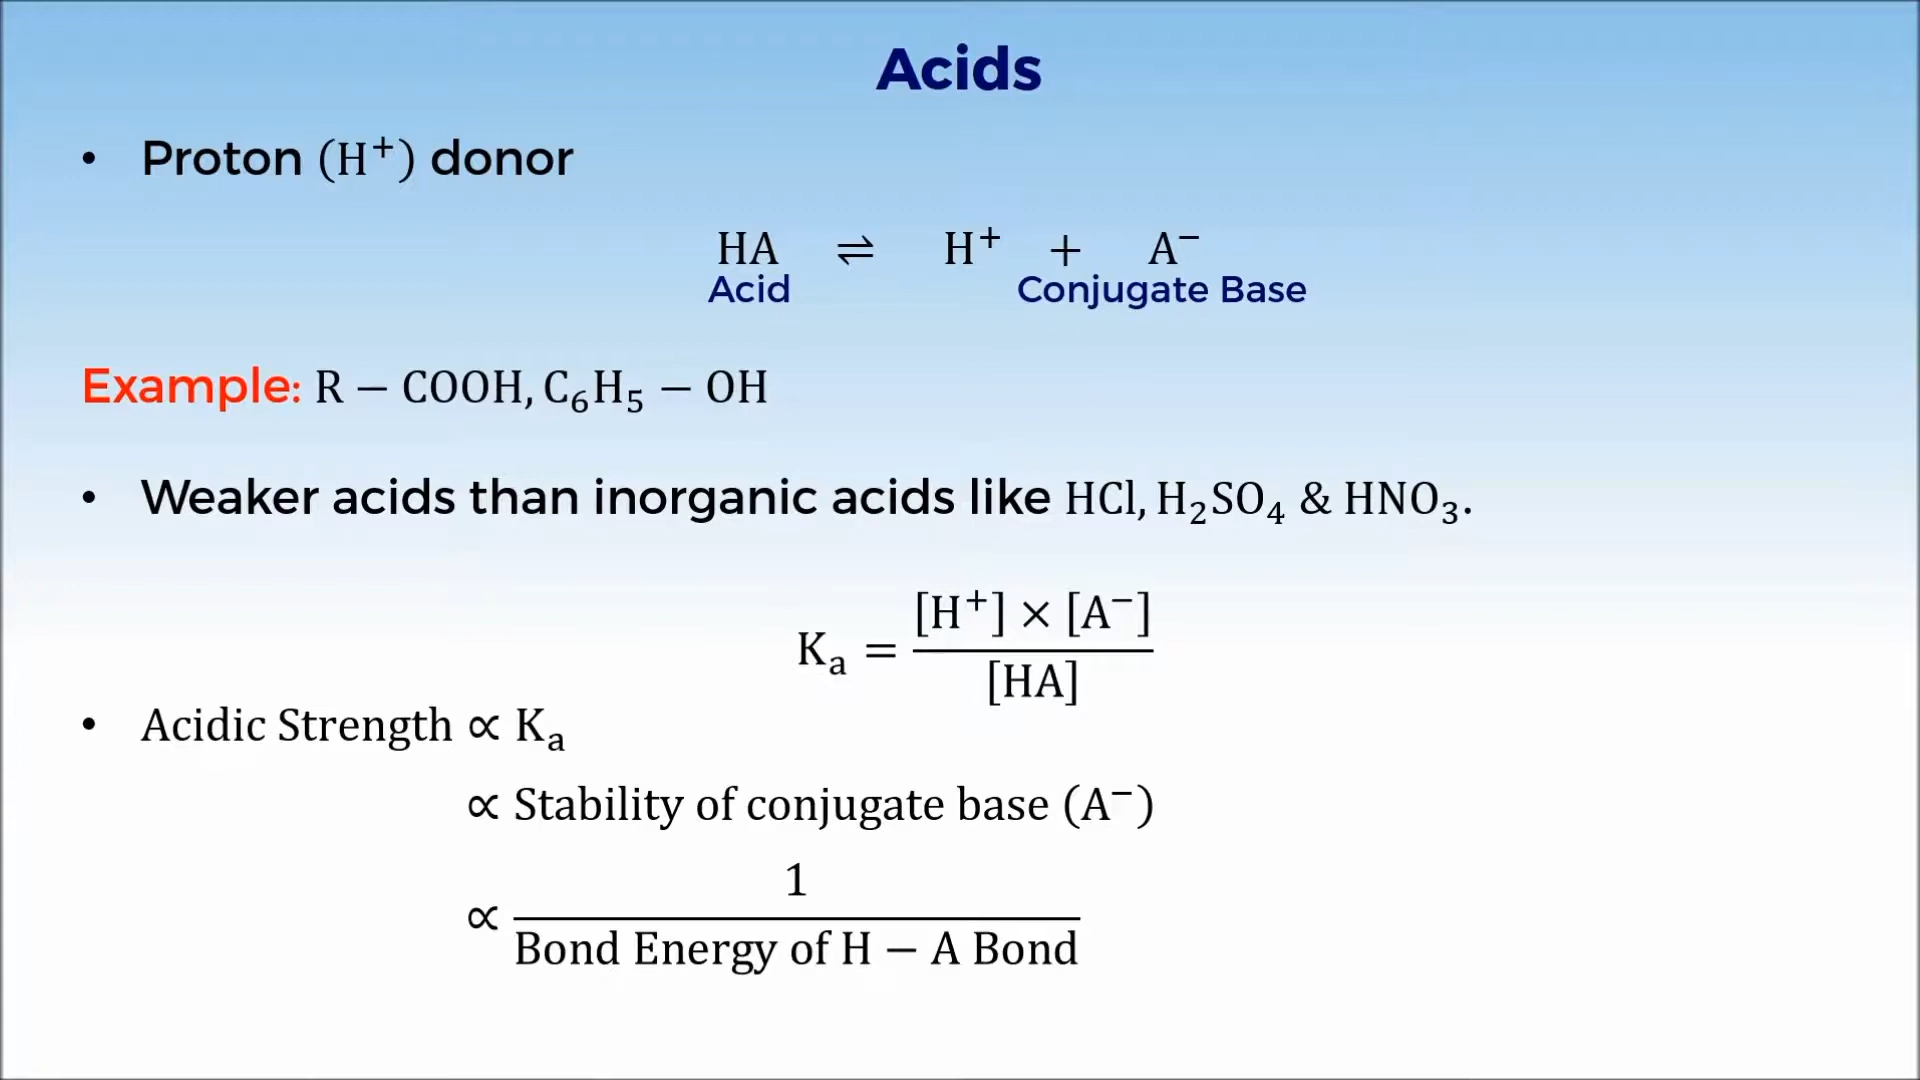 Acids
• Proton (H⁺) donor
HA ⇌ H⁺ + A⁻
Acid Conjugate Base
Example: R − COOH, C₆H₅ − OH
• Weaker acids than inorganic acids like HCl, H₂SO₄ & HNO₃.
Kₐ = [H⁺] × [A⁻] / [HA]
• Acidic Strength ∝ Kₐ
∝ Stability of conjugate base (A⁻)
∝ 1 / Bond Energy of H − A Bond